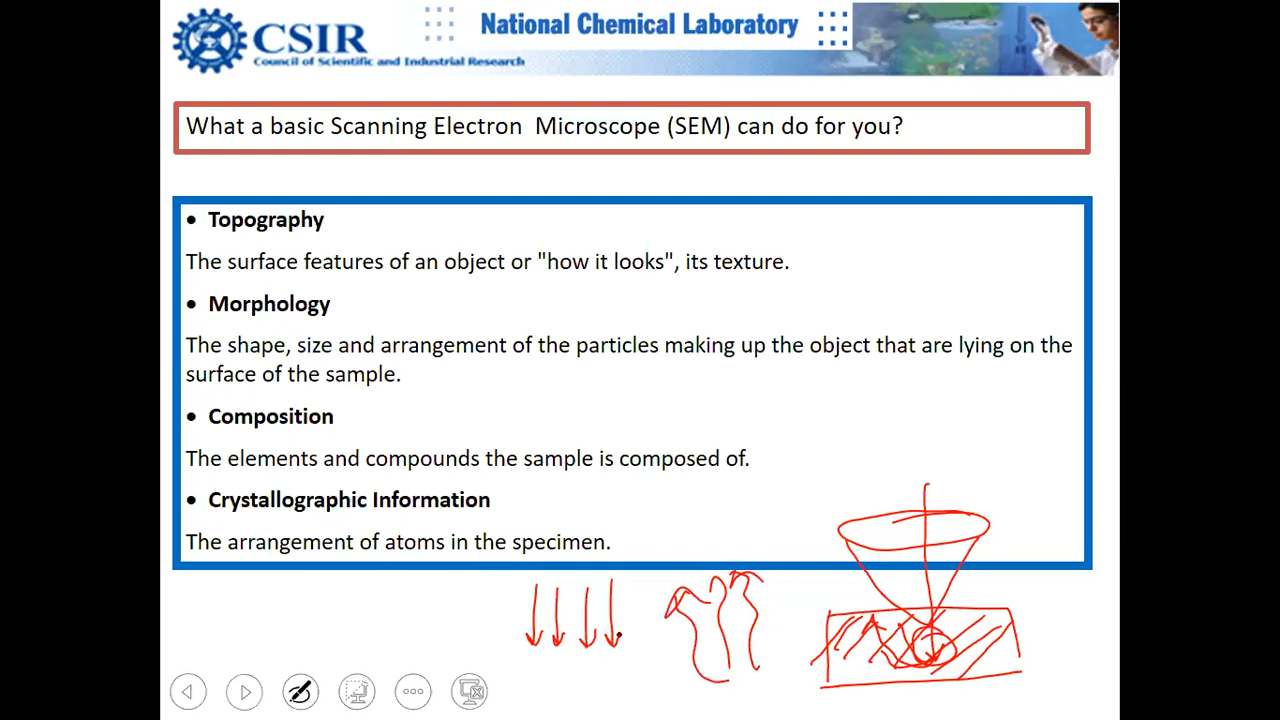 CSIR
Council of Scientific and Industrial Research
National Chemical Laboratory
What a basic Scanning Electron Microscope (SEM) can do for you?
• Topography
The surface features of an object or "how it looks", its texture.
• Morphology
The shape, size and arrangement of the particles making up the object that are lying on the
surface of the sample.
• Composition
The elements and compounds the sample is composed of.
• Crystallographic Information
The arrangement of atoms in the specimen.